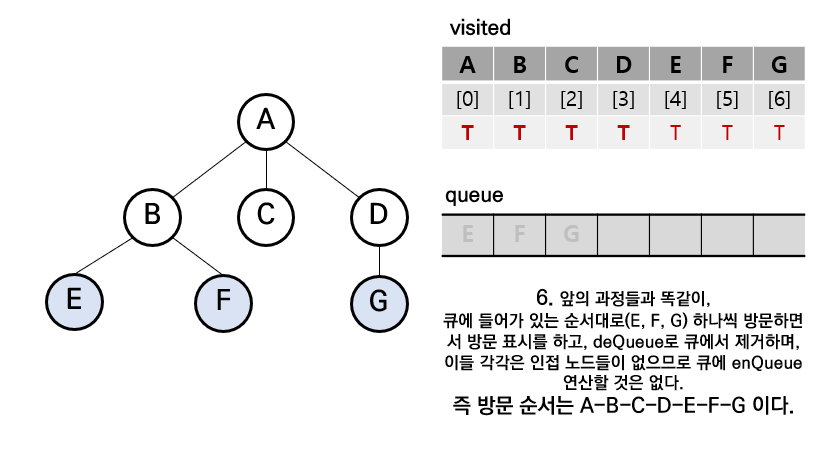 visited
A B C D E F G
[0] [1] [2] [3] [4] [5] [6]
T T T T T T T
A
B C D
E F G
queue
E F G
6. 앞의 과정들과 똑같이,
큐에 들어가 있는 순서대로(E, F, G) 하나씩 방문하면
서 방문 표시를 하고, deQueue로 큐에서 제거하며,
이들 각각은 인접 노드들이 없으므로 큐에 enQueue
연산할 것은 없다.
즉 방문 순서는 A-B-C-D-E-F-G 이다.